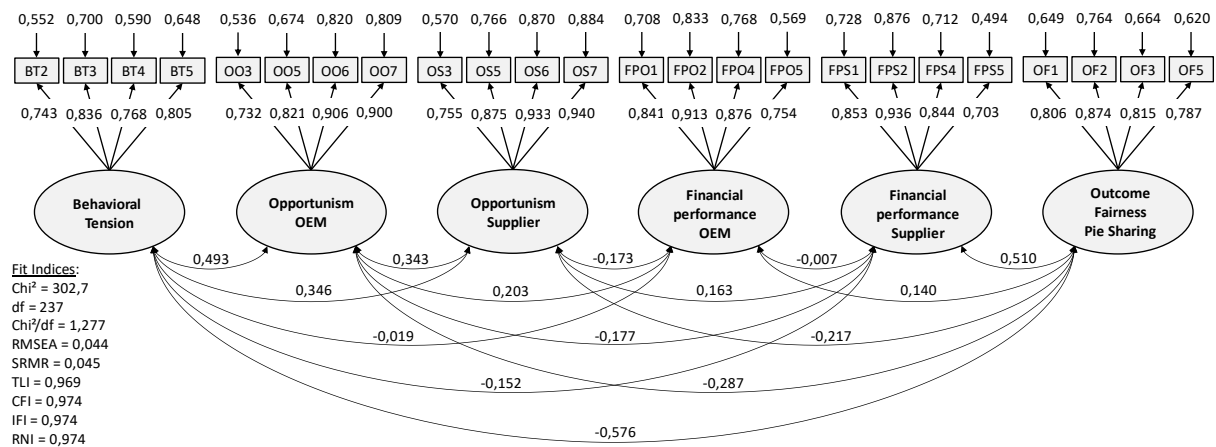 0,552 0,700 0,590 0,648 0,536 0,674 0,820 0,809 0,570 0,766 0,870 0,884 0,708 0,833 0,768 0,569 0,728 0,876 0,712 0,494 0,649 0,764 0,664 0,620
BT2 BT3 BT4 BT5 OO3 OO5 OO6 OO7 OS3 OS5 OS6 OS7 FPO1 FPO2 FPO4 FPO5 FPS1 FPS2 FPS4 FPS5 OF1 OF2 OF3 OF5
0,743 0,836 0,768 0,805 0,732 0,821 0,906 0,900 0,755 0,875 0,933 0,940 0,841 0,913 0,876 0,754 0,853 0,936 0,844 0,703 0,806 0,874 0,815 0,787
Behavioral
Tension
Opportunism
OEM
Opportunism
Supplier
Financial
performance
OEM
Financial
performance
Supplier
Outcome
Fairness
Pie Sharing
0,493 0,343 -0,173 -0,007 0,510
0,346 0,203 0,163 0,140
-0,019 -0,177 -0,217
-0,152 -0,287
-0,576
Fit Indices:
Chi² = 302,7
df = 237
Chi²/df = 1,277
RMSEA = 0,044
SRMR = 0,045
TLI = 0,969
CFI = 0,974
IFI = 0,974
RNI = 0,974